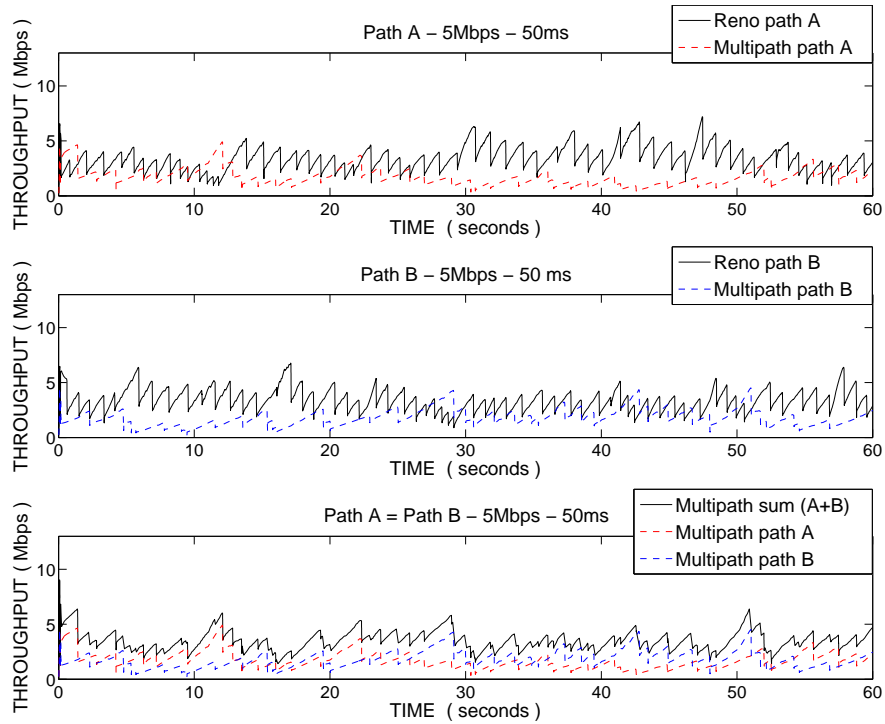 Path A − 5Mbps − 50ms
Reno path A
Multipath path A
THROUGHPUT ( Mbps)
10
5
0
0 10 20 30 40 50 60
TIME ( seconds )
Path B − 5Mbps − 50 ms
Reno path B
Multipath path B
THROUGHPUT ( Mbps)
10
5
0
0 10 20 30 40 50 60
TIME ( seconds )
Path A = Path B − 5Mbps − 50ms
Multipath sum (A+B)
Multipath path A
Multipath path B
THROUGHPUT ( Mbps)
10
5
0
0 10 20 30 40 50 60
TIME ( seconds )